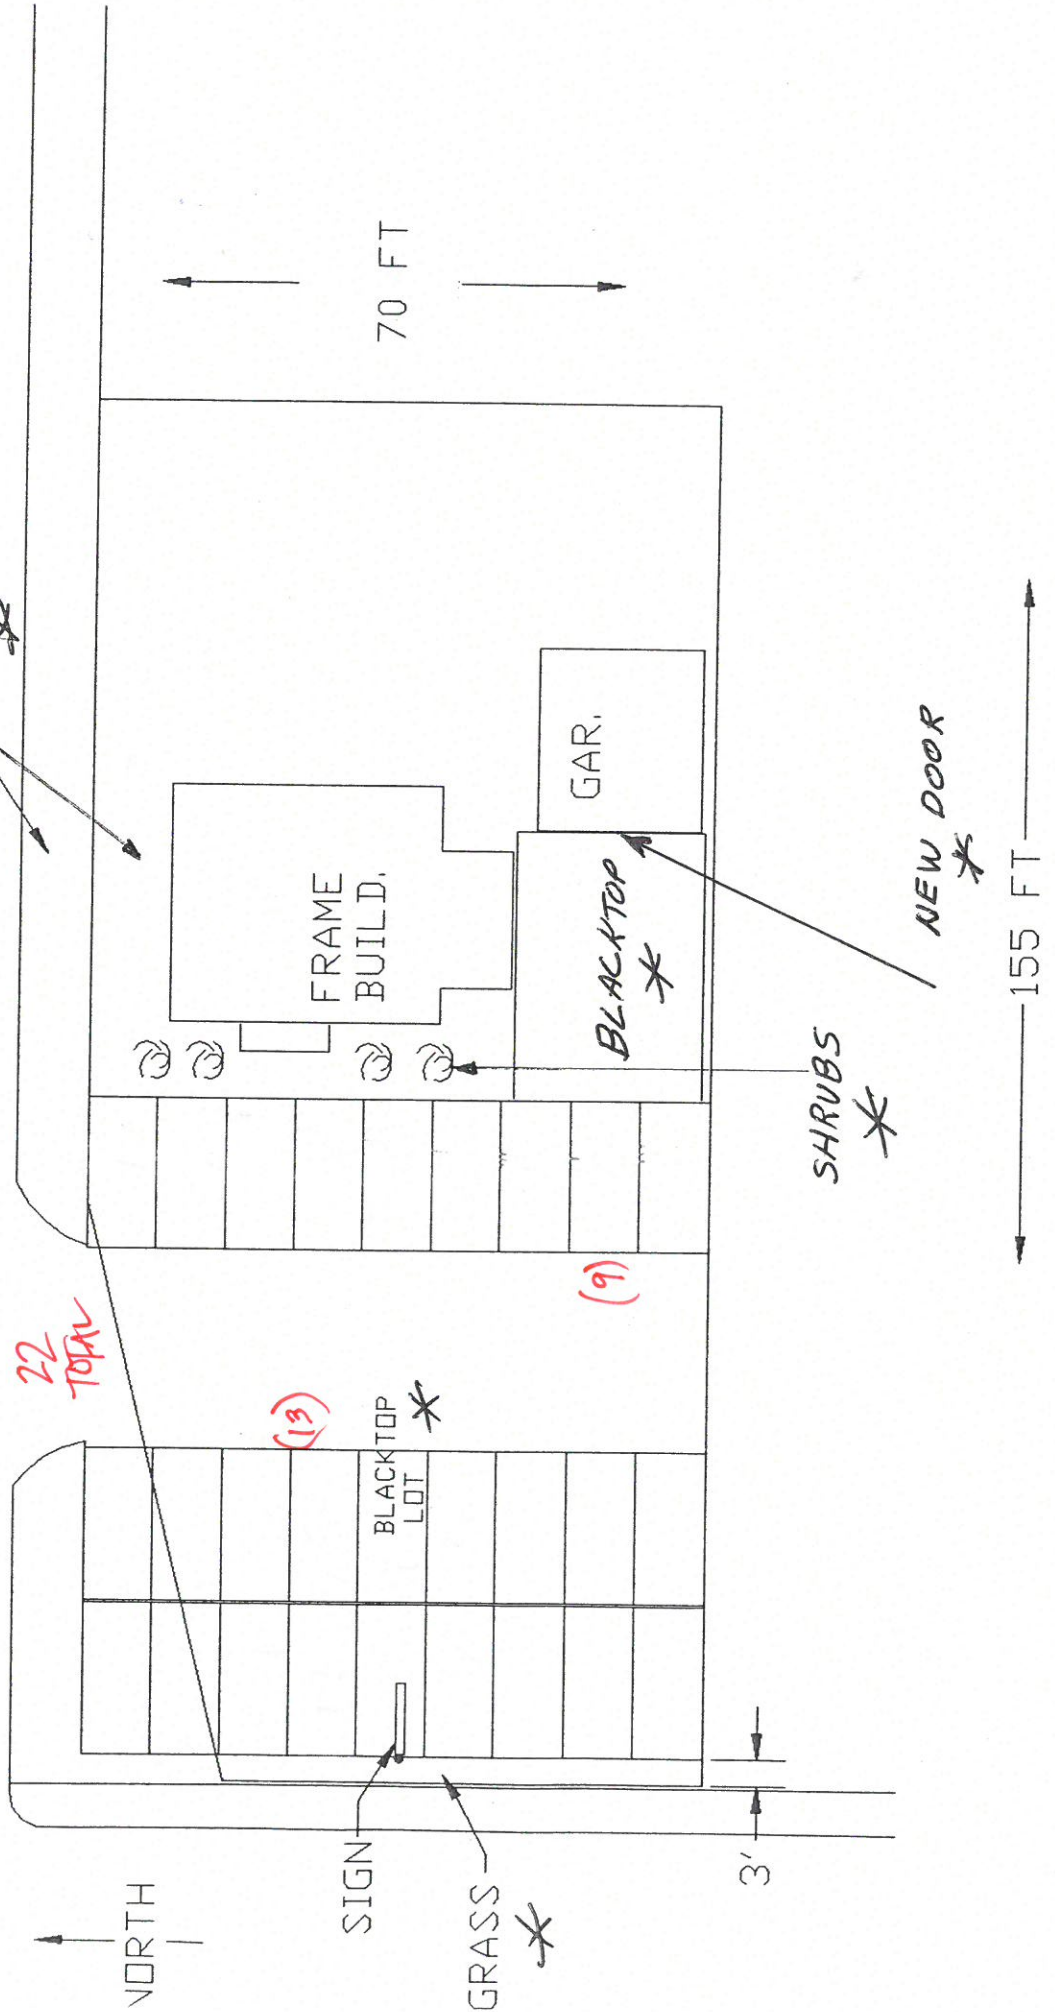 22
TOTAL
NORTH
(13)
FRAME
BUILD.
SIGN
BLACKTOP
LOT
70 FT
GRASS
GAR.
(9)
BLACKTOP
3'
SHRUBS
NEW DOOR
155 FT